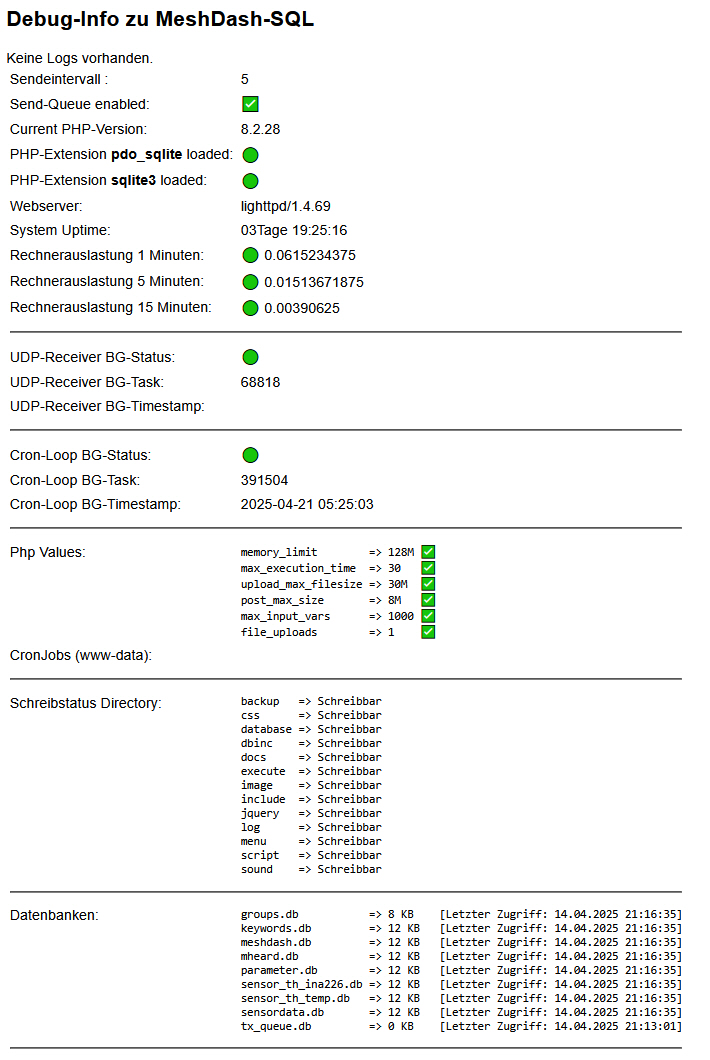 Debug-Info zu MeshDash-SQL
Keine Logs vorhanden.
Sendeintervall : 5
Send-Queue enabled: ✅
Current PHP-Version: 8.2.28
PHP-Extension pdo_sqlite loaded:
PHP-Extension sqlite3 loaded:
Webserver: lighttpd/1.4.69
System Uptime: 03Tage 19:25:16
Rechnerauslastung 1 Minuten: 0.0615234375
Rechnerauslastung 5 Minuten: 0.01513671875
Rechnerauslastung 15 Minuten: 0.00390625
UDP-Receiver BG-Status:
UDP-Receiver BG-Task: 68818
UDP-Receiver BG-Timestamp:
Cron-Loop BG-Status:
Cron-Loop BG-Task: 391504
Cron-Loop BG-Timestamp: 2025-04-21 05:25:03
Php Values: memory_limit => 128M ✅
max_execution_time => 30 ✅
upload_max_filesize => 30M ✅
post_max_size => 8M ✅
max_input_vars => 1000 ✅
file_uploads => 1 ✅
CronJobs (www-data):
Schreibstatus Directory: backup => Schreibbar
css => Schreibbar
database => Schreibbar
dbinc => Schreibbar
docs => Schreibbar
execute => Schreibbar
image => Schreibbar
include => Schreibbar
jquery => Schreibbar
log => Schreibbar
menu => Schreibbar
script => Schreibbar
sound => Schreibbar
Datenbanken: groups.db => 8 KB [Letzter Zugriff: 14.04.2025 21:16:35]
keywords.db => 12 KB [Letzter Zugriff: 14.04.2025 21:16:35]
meshdash.db => 12 KB [Letzter Zugriff: 14.04.2025 21:16:35]
mheard.db => 12 KB [Letzter Zugriff: 14.04.2025 21:16:35]
parameter.db => 12 KB [Letzter Zugriff: 14.04.2025 21:16:35]
sensor_th_ina226.db => 12 KB [Letzter Zugriff: 14.04.2025 21:16:35]
sensor_th_temp.db => 12 KB [Letzter Zugriff: 14.04.2025 21:16:35]
sensordata.db => 12 KB [Letzter Zugriff: 14.04.2025 21:16:35]
tx_queue.db => 0 KB [Letzter Zugriff: 14.04.2025 21:13:01]